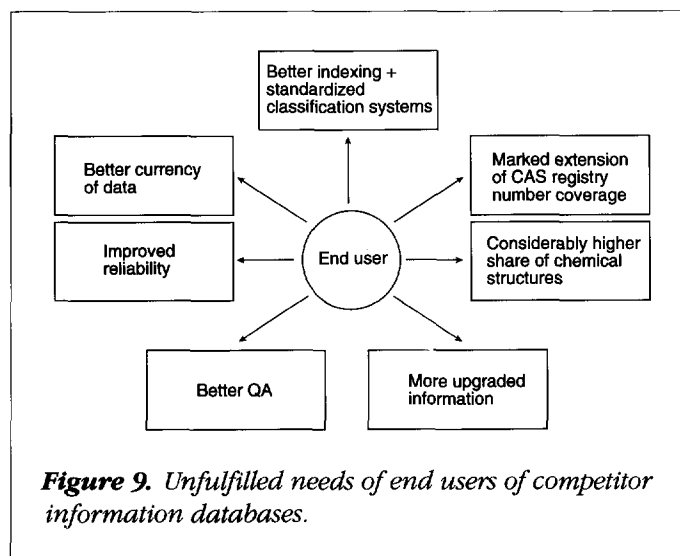 Better indexing +
standardized
classification systems
Better currency
of data
Marked extension
of CAS registry
number coverage
Improved
reliability
End user
Considerably higher
share of chemical
structures
Better QA
More upgraded
information
Figure 9. Unfulfilled needs of end users of competitor
information databases.